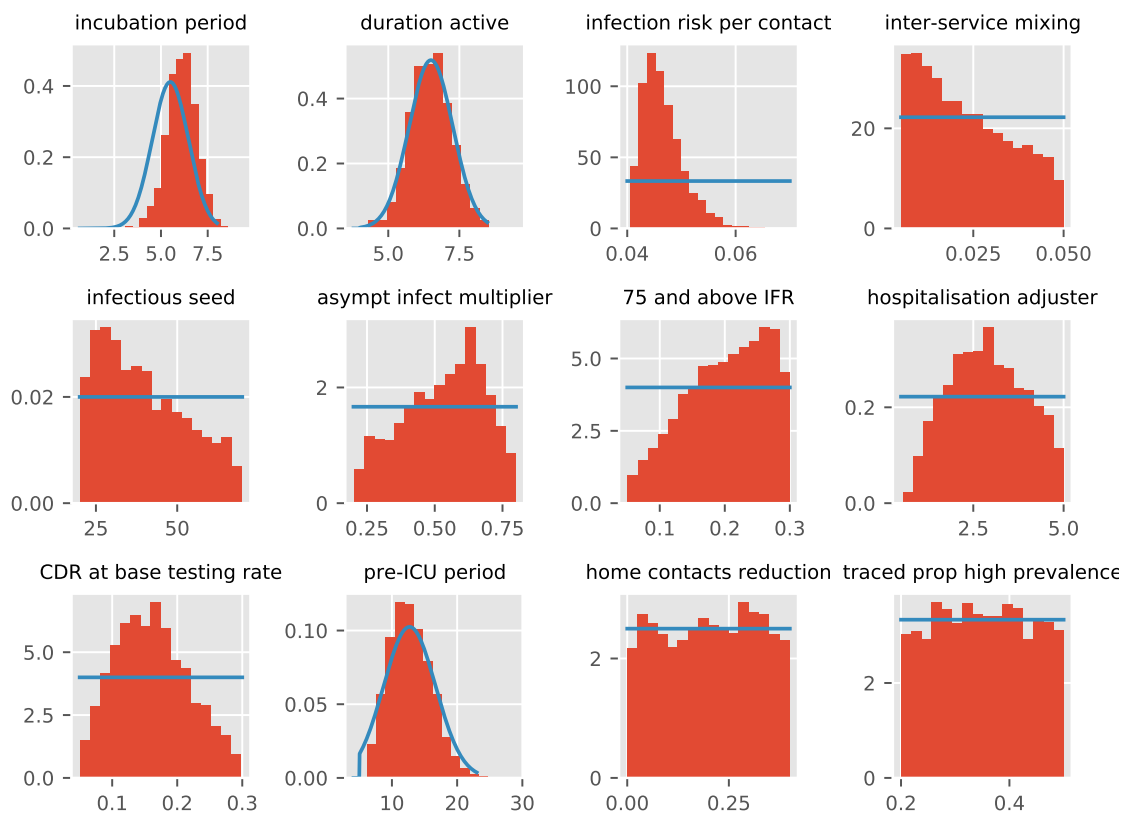 incubation period
duration active
infection risk per contact
inter-service mixing
0.4
0.2
0.0
2.5 5.0 7.5
0.4
0.2
0.0
5.0 7.5
100
50
0
0.04 0.06
20
0
0.025 0.050
infectious seed
asympt infect multiplier
75 and above IFR
hospitalisation adjuster
0.02
0.00
25 50
2
0
0.25 0.50 0.75
5.0
2.5
0.0
0.1 0.2 0.3
0.2
0.0
2.5 5.0
CDR at base testing rate
pre-ICU period
home contacts reduction
traced prop high prevalence
5.0
2.5
0.0
0.1 0.2 0.3
0.10
0.05
0.00
10 20 30
2
0
0.00 0.25
2
0
0.2 0.4